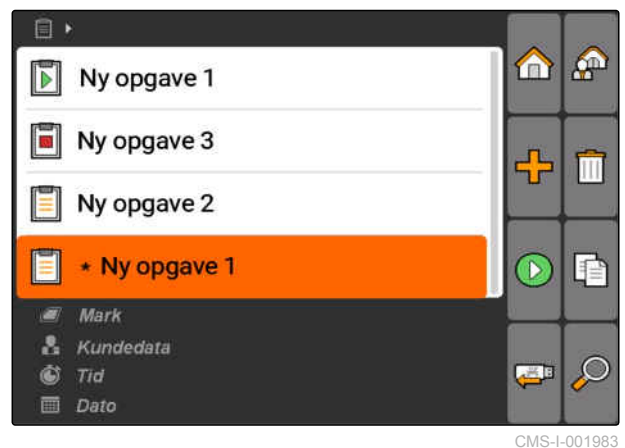 Ny opgave 1
Ny opgave 3
Ny opgave 2
* Ny opgave 1
Mark
Kundedata
Tid
Dato
CMS-I-001983